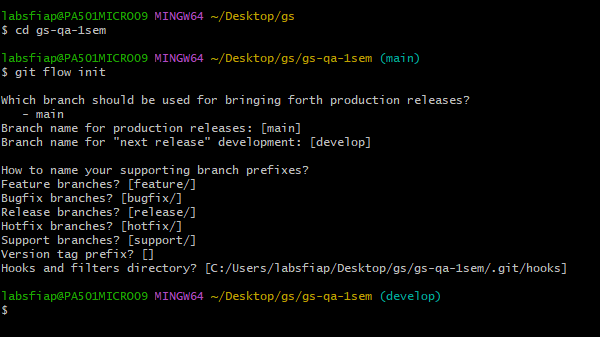 labsfiap@PA501MICRO09 MINGW64 ~/Desktop/gs
$ cd gs-qa-1sem
labsfiap@PA501MICRO09 MINGW64 ~/Desktop/gs/gs-qa-1sem (main)
$ git flow init
Which branch should be used for bringing forth production releases?
- main
Branch name for production releases: [main]
Branch name for "next release" development: [develop]
How to name your supporting branch prefixes?
Feature branches? [feature/]
Bugfix branches? [bugfix/]
Release branches? [release/]
Hotfix branches? [hotfix/]
Support branches? [support/]
Version tag prefix? []
Hooks and filters directory? [C:/Users/labsfiap/Desktop/gs/gs-qa-1sem/.git/hooks]
labsfiap@PA501MICRO09 MINGW64 ~/Desktop/gs/gs-qa-1sem (develop)
$